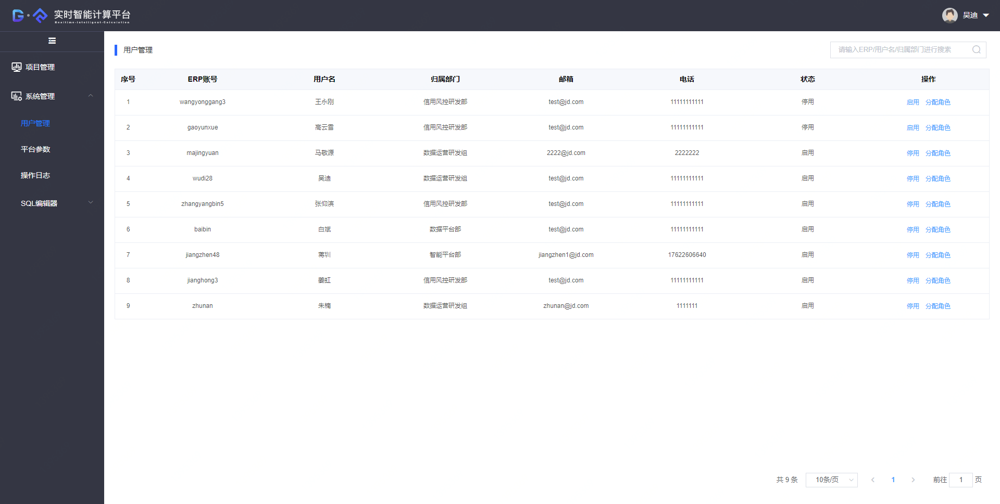 实时智能计算平台
Realtime-Intelligent-Calculation
吴迪
项目管理
系统管理
用户管理
平台参数
操作日志
SQL编辑器
用户管理
请输入ERP/用户名/归属部门进行搜索
序号 ERP账号 用户名 归属部门 邮箱 电话 状态 操作
1 wangyonggang3 王永刚 信用风控研发部 test@jd.com 11111111111 停用 启用 分配角色
2 gaoyunxue 高云雪 信用风控研发部 test@jd.com 11111111111 停用 启用 分配角色
3 majingyuan 马敬源 数据运营研发组 2222@jd.com 2222222 启用 停用 分配角色
4 wudi28 吴迪 数据运营研发组 test@jd.com 11111111111 启用 停用 分配角色
5 zhangyangbin5 张仰滨 信用风控研发部 test@jd.com 11111111111 启用 停用 分配角色
6 baibin 白斌 数据平台部 test@jd.com 11111111111 启用 停用 分配角色
7 jiangzhen48 蒋圳 智能平台部 jiangzhen1@jd.com 17622606640 启用 停用 分配角色
8 jianghong3 姜虹 信用风控研发部 test@jd.com 11111111111 启用 停用 分配角色
9 zhunan 朱楠 数据运营研发组 zhunan@jd.com 1111111 启用 停用 分配角色
共 9 条 10条/页 1 前往 1 页